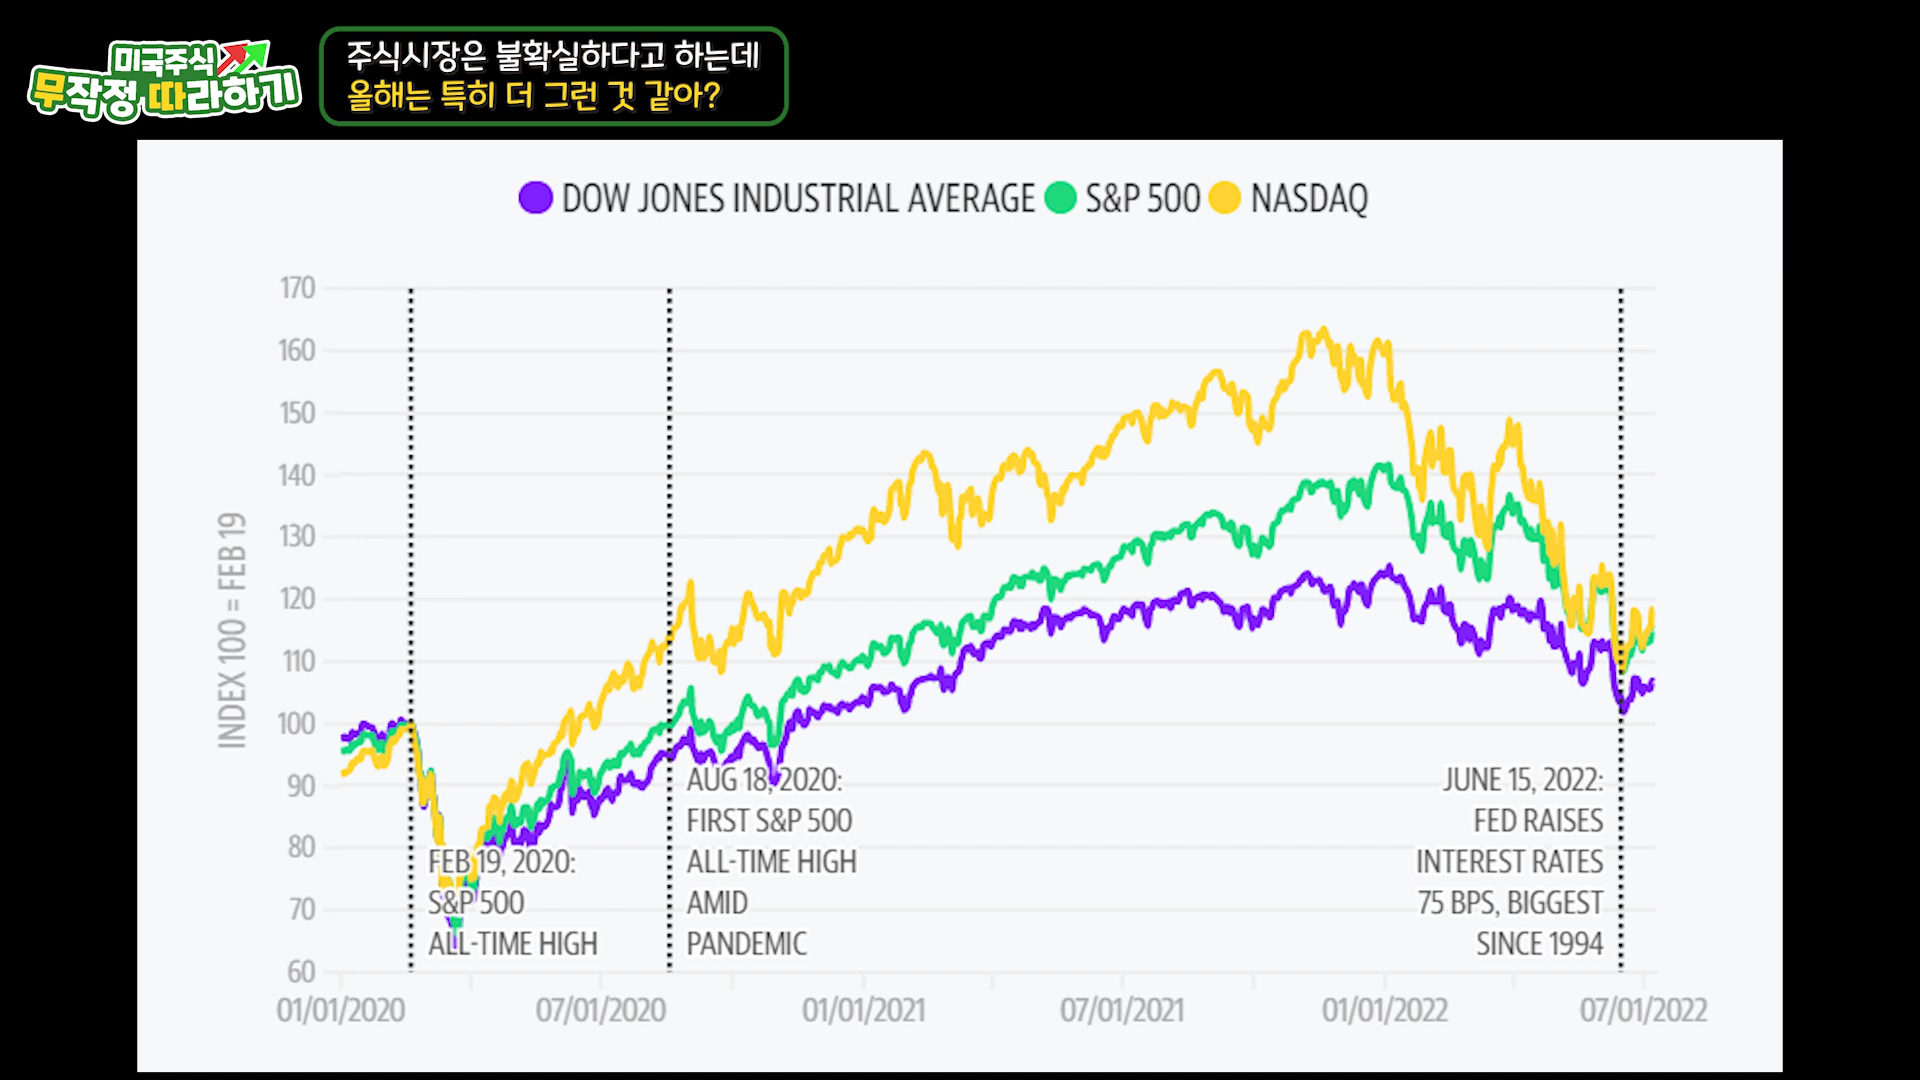 미국주식
무작정 따라하기
주식시장은 불확실하다고 하는데
올해는 특히 더 그런 것 같아?
DOW JONES INDUSTRIAL AVERAGE S&P 500 NASDAQ
INDEX 100 = FEB 19
170
160
150
140
130
120
110
100
90
80
70
60
FEB 19, 2020:
S&P 500
ALL-TIME HIGH
AUG 18, 2020:
FIRST S&P 500
ALL-TIME HIGH
AMID
PANDEMIC
JUNE 15, 2022:
FED RAISES
INTEREST RATES
75 BPS, BIGGEST
SINCE 1994
01/01/2020 07/01/2020 01/01/2021 07/01/2021 01/01/2022 07/01/2022